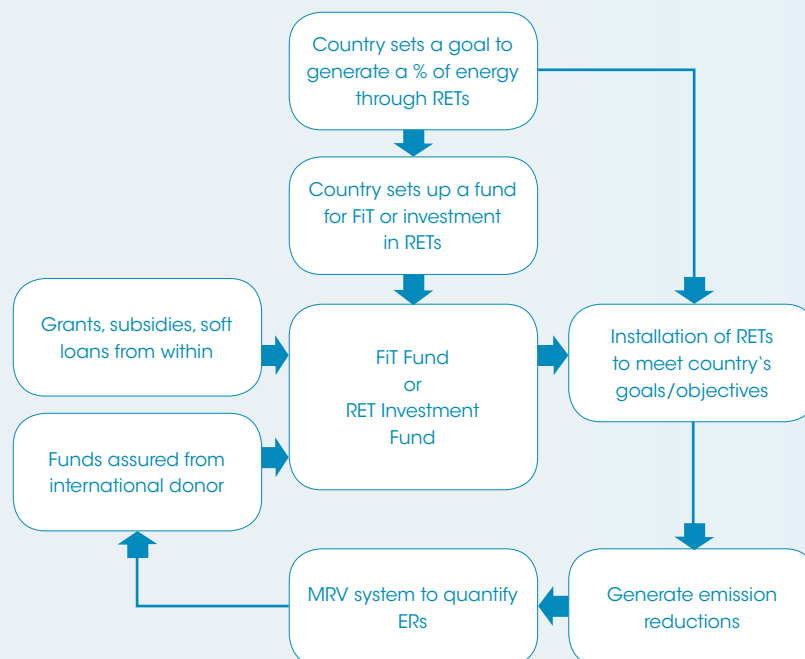 Country sets a goal to
generate a % of energy
through RETs
Country sets up a fund
for FiT or investment
in RETs
Grants, subsidies, soft
loans from within
FiT Fund
or
RET Investment
Fund
Installation of RETs
to meet country`s
goals/objectives
Funds assured from
international donor
MRV system to quantify
ERs
Generate emission
reductions